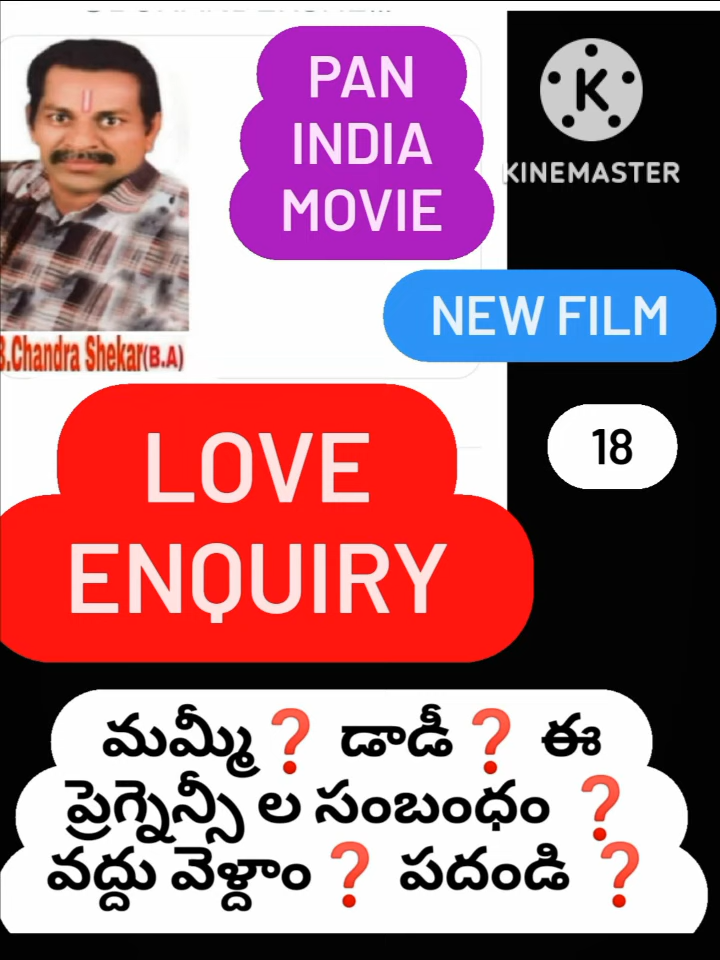 PAN
INDIA
MOVIE
KINEMASTER
NEW FILM
B.Chandra Shekar(B.A)
LOVE
ENQUIRY
18
మమ్మీ❓ డాడీ❓ ఈ
ప్రెగ్నెన్సీ ల సంబంధం ❓
వద్దు వెళ్దాం❓ పదండి ❓